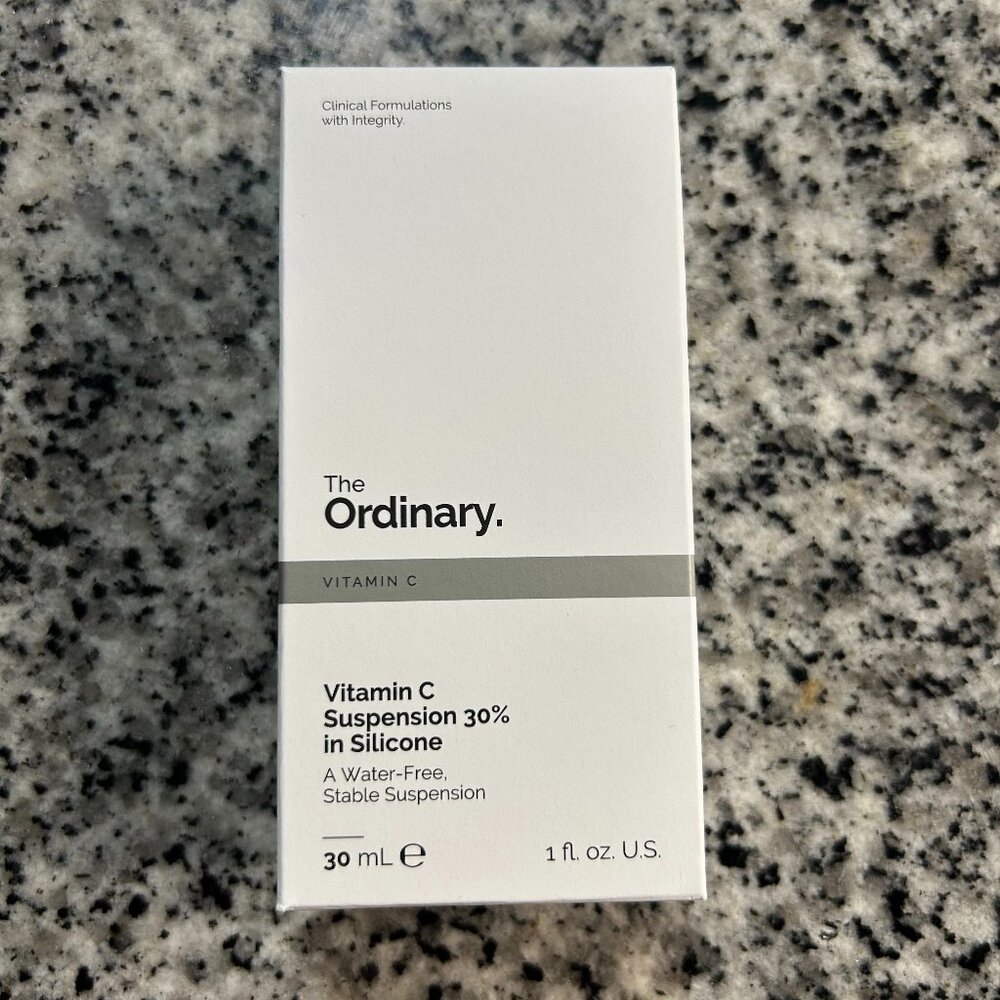 Clinical Formulations
with Integrity.
The
Ordinary.
VITAMIN C
Vitamin C
Suspension 30%
in Silicone
A Water-Free,
Stable Suspension
30 mL ℮
1 fl. oz. U.S.